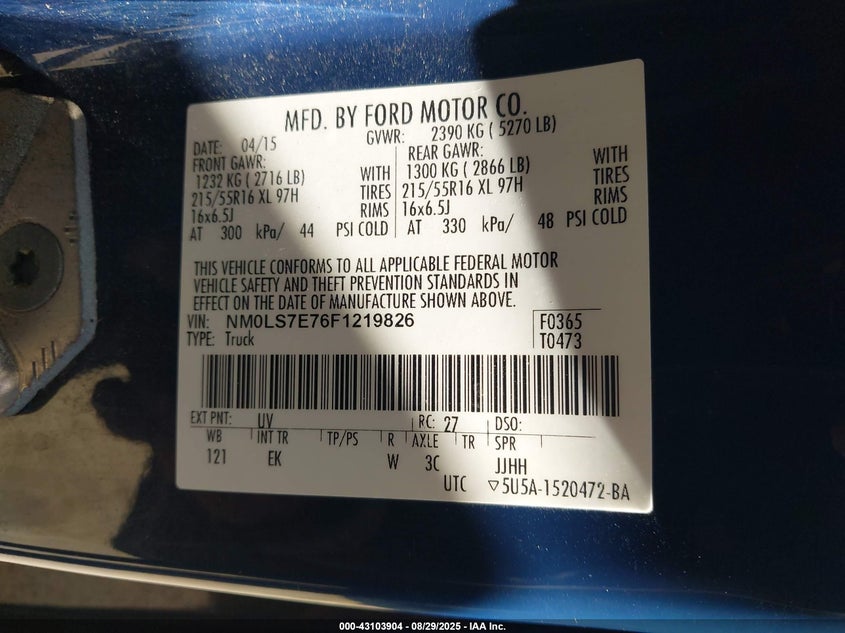 MFD. BY FORD MOTOR CO.
DATE: 04/15 GVWR: 2390 KG ( 5270 LB)
FRONT GAWR: REAR GAWR:
1232 KG ( 2716 LB) WITH 1300 KG ( 2866 LB) WITH
215/55R16 XL 97H TIRES 215/55R16 XL 97H TIRES
16x6.5J RIMS 16x6.5J RIMS
AT 300 kPa/ 44 PSI COLD AT 330 kPa/ 48 PSI COLD
THIS VEHICLE CONFORMS TO ALL APPLICABLE FEDERAL MOTOR
VEHICLE SAFETY AND THEFT PREVENTION STANDARDS IN
EFFECT ON THE DATE OF MANUFACTURE SHOWN ABOVE.
VIN: NM0LS7E76F1219826 F0365
TYPE: Truck T0473
EXT PNT: UV RC: 27 DSO:
WB INT TR TP/PS R AXLE TR SPR
121 EK W 3C JJHH
UTC ▽5U5A-1520472-BA
000-43103904 - 08/29/2025 - IAA Inc.